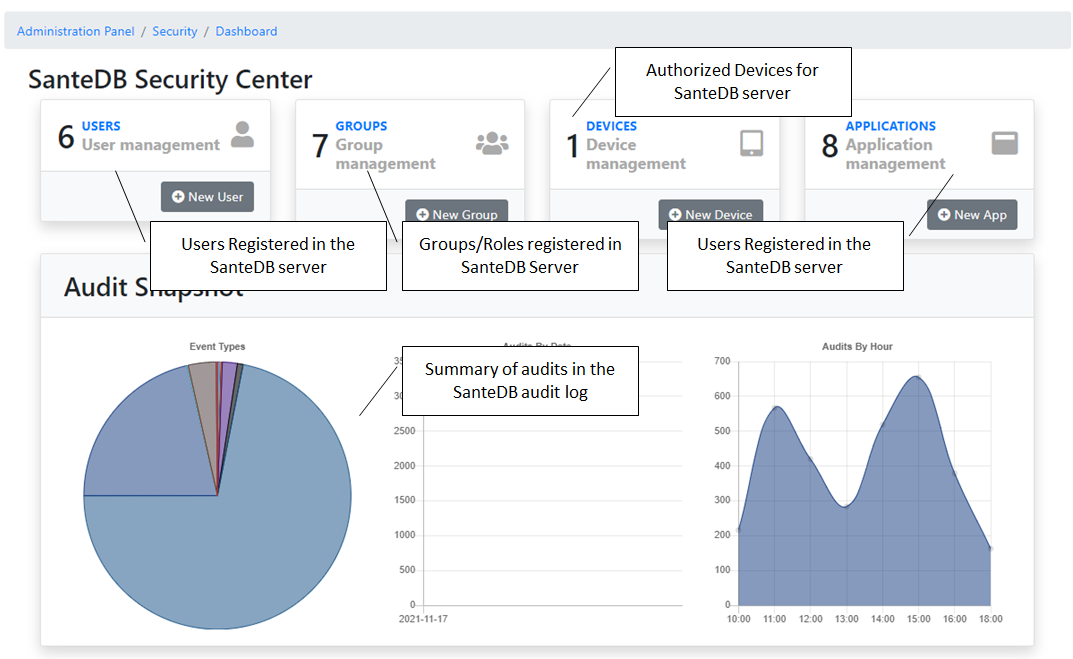 Administration Panel / Security / Dashboard
SanteDB Security Center
Authorized Devices for
SanteDB server
6 USERS
User management
New User
7 GROUPS
Group
management
New Group
1 DEVICES
Device
management
New Device
8 APPLICATIONS
Application
management
New App
Users Registered in the
SanteDB server
Groups/Roles registered in
SanteDB Server
Users Registered in the
SanteDB server
Audit Snapshot
Event Types
Audits By Date
Summary of audits in the
SanteDB audit log
2500
2000
1500
1000
500
0
2021-11-17
Audits By Hour
700
600
500
400
300
200
100
0
10:00 11:00 12:00 13:00 14:00 15:00 16:00 18:00